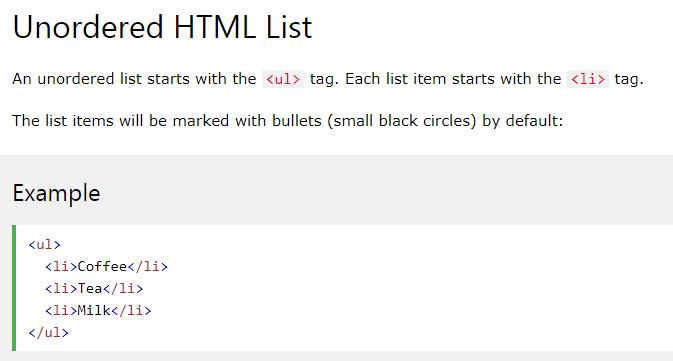 Unordered HTML List
An unordered list starts with the <ul> tag. Each list item starts with the <li> tag.
The list items will be marked with bullets (small black circles) by default:
Example
<ul>
  <li>Coffee</li>
  <li>Tea</li>
  <li>Milk</li>
</ul>